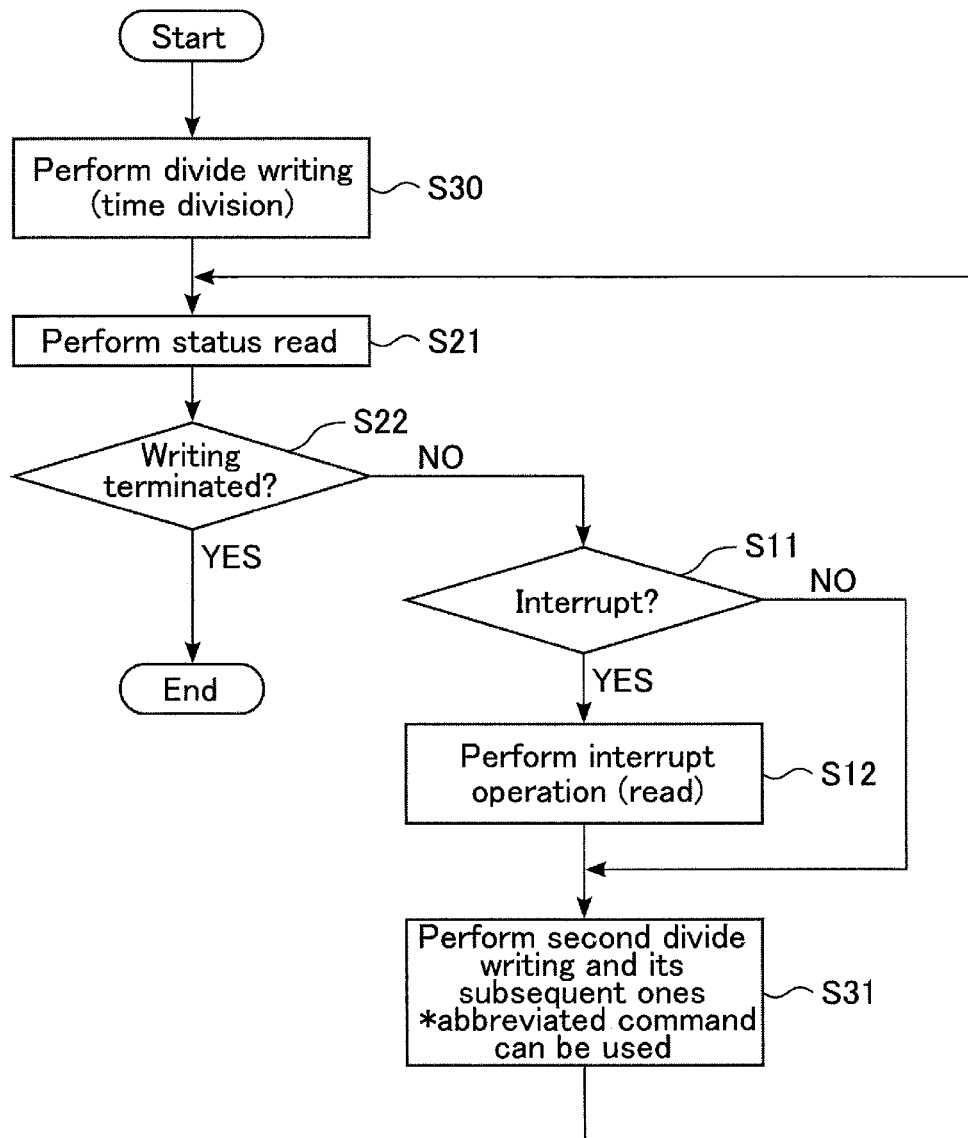 Start
Perform divide writing
(time division)
S30
Perform status read
S21
S22
Writing
terminated?
NO
YES
S11
Interrupt?
NO
YES
End
Perform interrupt
operation (read)
S12
Perform second divide
writing and its
subsequent ones
*abbreviated command
can be used
S31